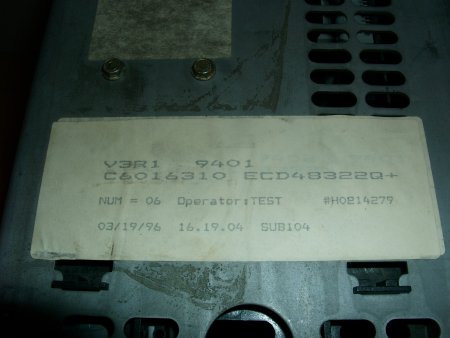 V3R1 9401
C6016310 ECD48322Q+
NUM = 06 Operator:TEST #H0214279
03/19/96 16.19.04 SUB104